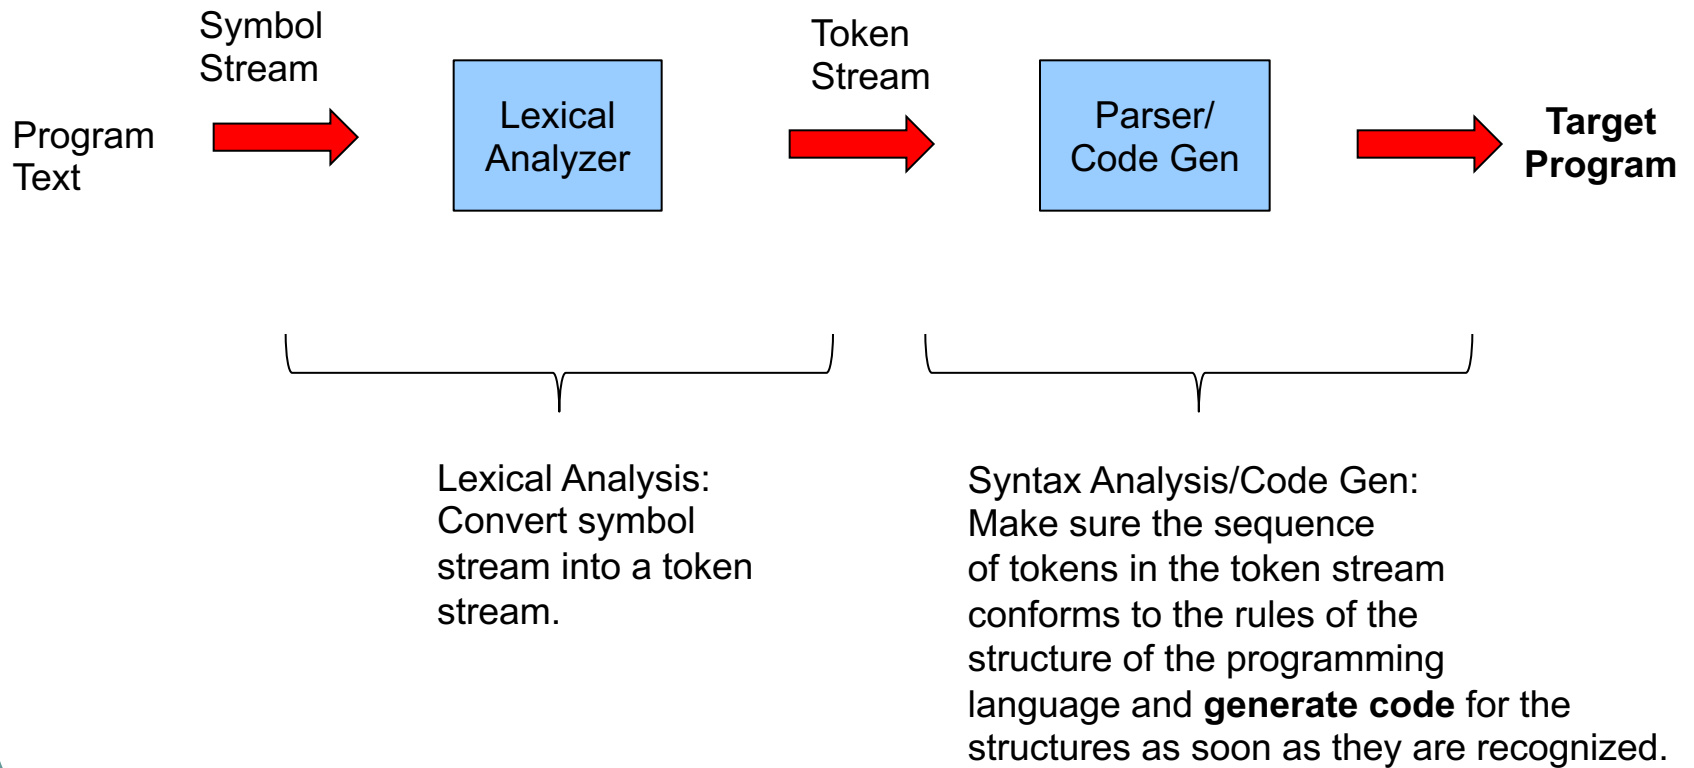 Symbol
Stream
Token
Stream
Program
Text
Lexical
Analyzer
Parser/
Code Gen
Target
Program
Lexical Analysis:
Convert symbol
stream into a token
stream.
Syntax Analysis/Code Gen:
Make sure the sequence
of tokens in the token stream
conforms to the rules of the
structure of the programming
language and generate code for the
structures as soon as they are recognized.